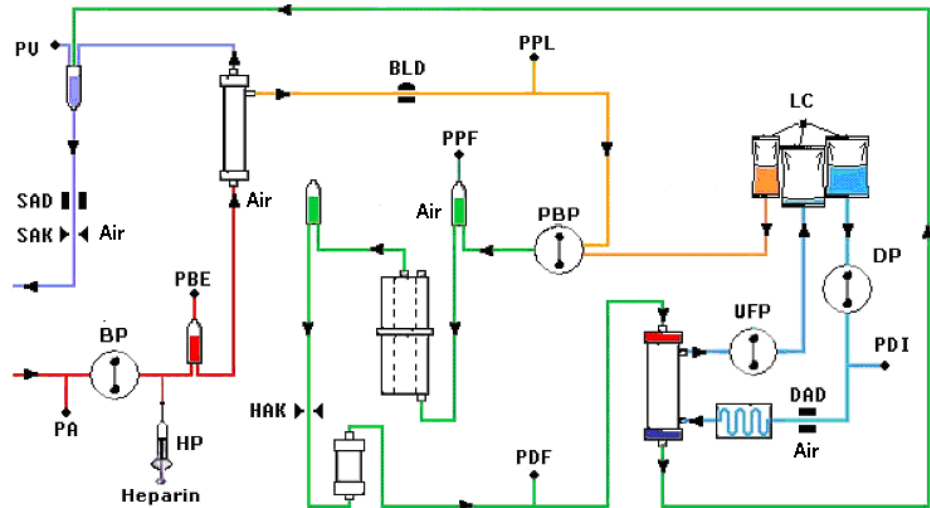 PV
BLD
PPL
LC
PPF
SAD
Air
Air
PBP
SAK
Air
DP
PBE
UFP
BP
PDI
HAK
DAD
PA
Air
HP
PDF
Heparin